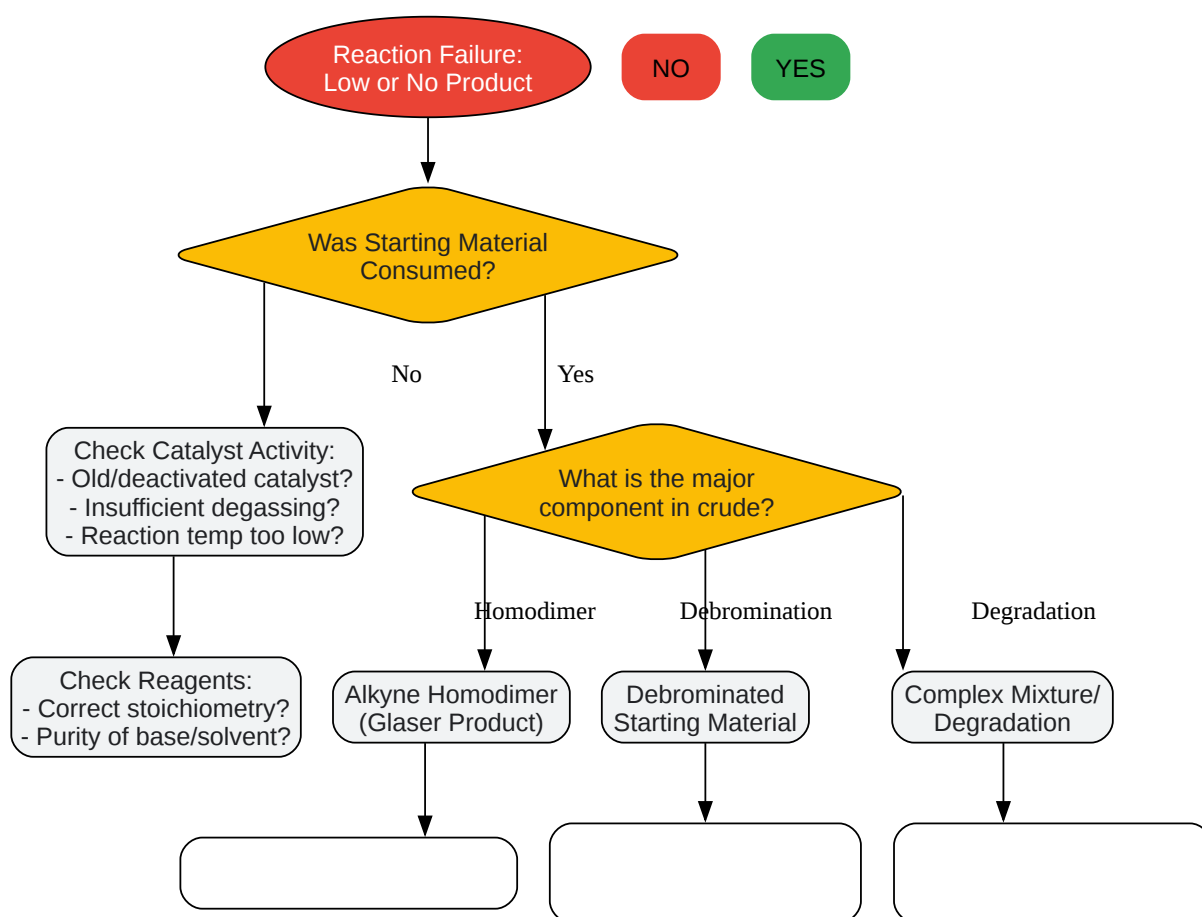 Reaction Failure:
Low or No Product
NO
YES
Was Starting Material
Consumed?
No
Yes
Check Catalyst Activity:
- Old/deactivated catalyst?
- Insufficient degassing?
- Reaction temp too low?
What is the major
component in crude?
Homodimer
Debromination
Degradation
Check Reagents:
- Correct stoichiometry?
- Purity of base/solvent?
Alkyne Homodimer
(Glaser Product)
Debrominated
Starting Material
Complex Mixture/
Degradation